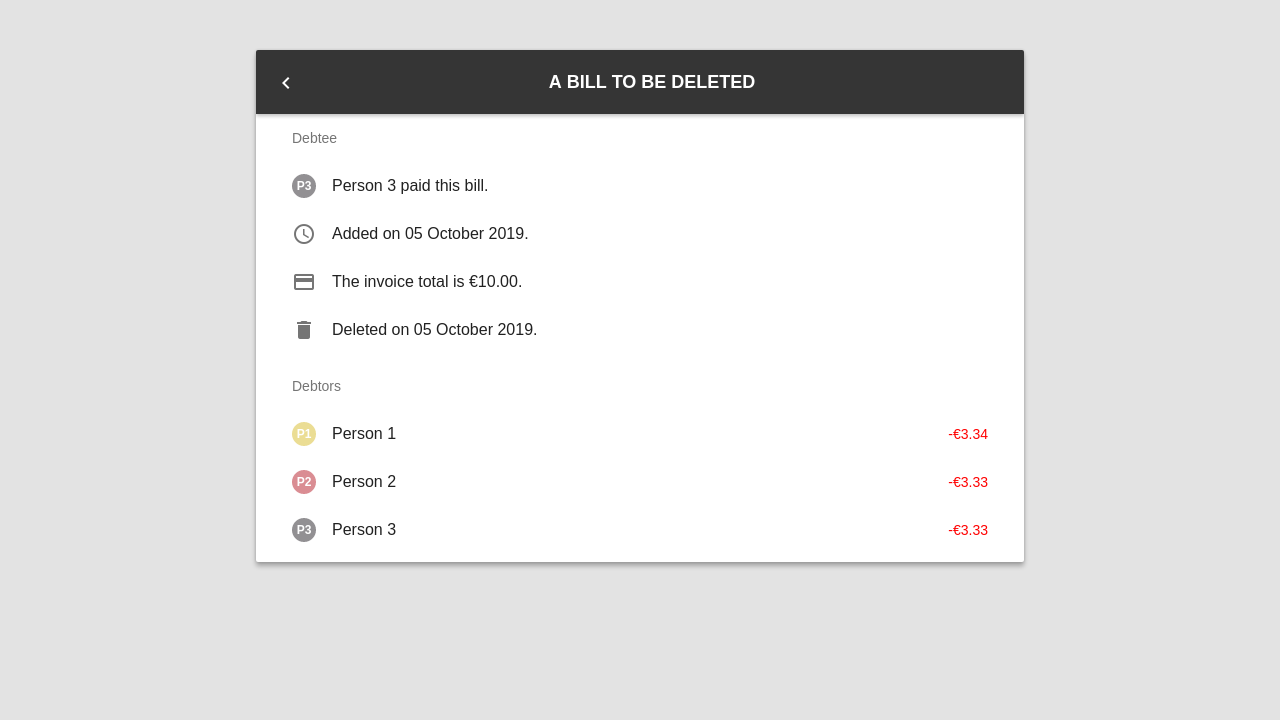 A BILL TO BE DELETED
Debtee
P3 Person 3 paid this bill.
Added on 05 October 2019.
The invoice total is €10.00.
Deleted on 05 October 2019.
Debtors
P1 Person 1 -€3.34
P2 Person 2 -€3.33
P3 Person 3 -€3.33